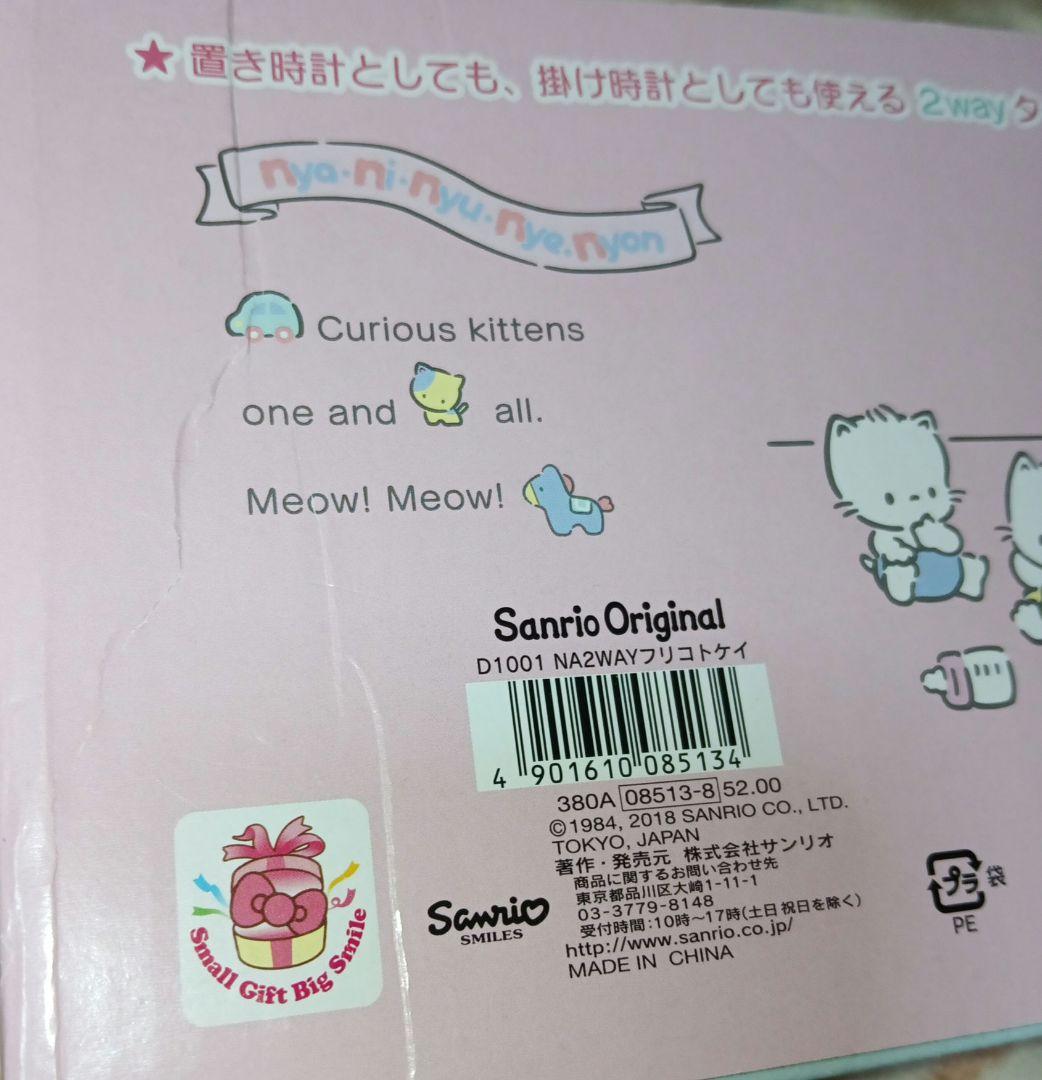 ★ 置き時計としても、掛け時計としても使える 2way タ
nya・ni・nyu・nye.nyon
Curious kittens
one and all.
Meow! Meow!
Sanrio Original
D1001 NA2WAYフリコトケイ
4 901610 085134
380A 08513-8 52.00
©1984, 2018 SANRIO CO., LTD.
TOKYO, JAPAN
著作・発売元 株式会社サンリオ
商品に関するお問い合わせ先
東京都品川区大崎1-11-1
03-3779-8148
受付時間:10時〜17時(土日祝日を除く)
http://www.sanrio.co.jp/
MADE IN CHINA
Sanrio
SMILES
Small Gift Big Smile
プラ 袋
PE